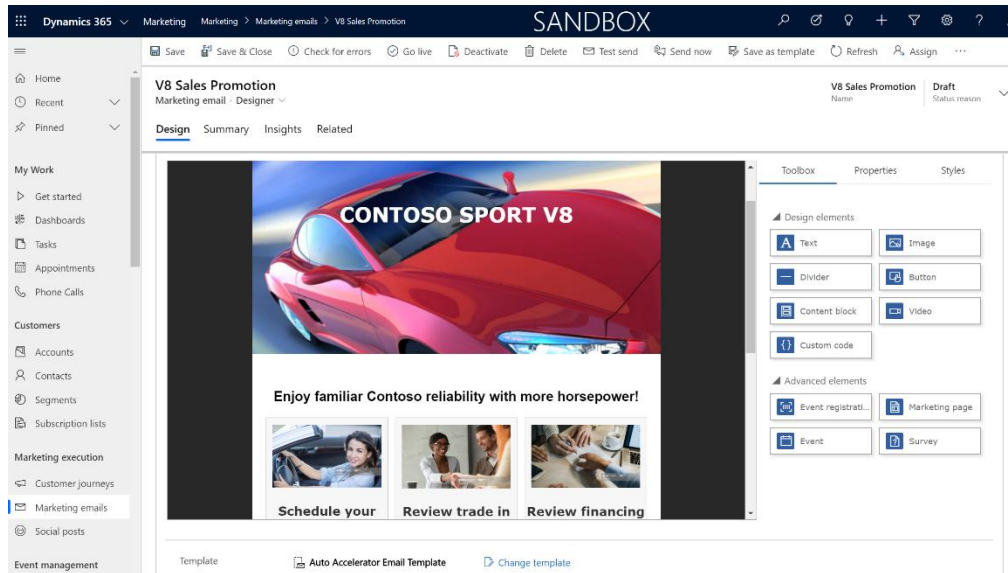 Dynamics 365 Marketing Marketing > Marketing emails > V8 Sales Promotion SANDBOX
Save Save & Close Check for errors Go live Deactivate Delete Test send Send now Save as template Refresh Assign ...
Home
Recent
Pinned
V8 Sales Promotion
Marketing email · Designer
V8 Sales Promotion
Name
Draft
Status reason
Design Summary Insights Related
My Work
Get started
Dashboards
Tasks
Appointments
Phone Calls
Customers
Accounts
Contacts
Segments
Subscription lists
Marketing execution
Customer journeys
Marketing emails
Social posts
Event management
CONTOSO SPORT V8
Enjoy familiar Contoso reliability with more horsepower!
Schedule your Review trade in Review financing
Toolbox Properties Styles
Design elements
Text Image
Divider Button
Content block Video
Custom code
Advanced elements
Event registrati... Marketing page
Event Survey
Template Auto Accelerator Email Template Change template